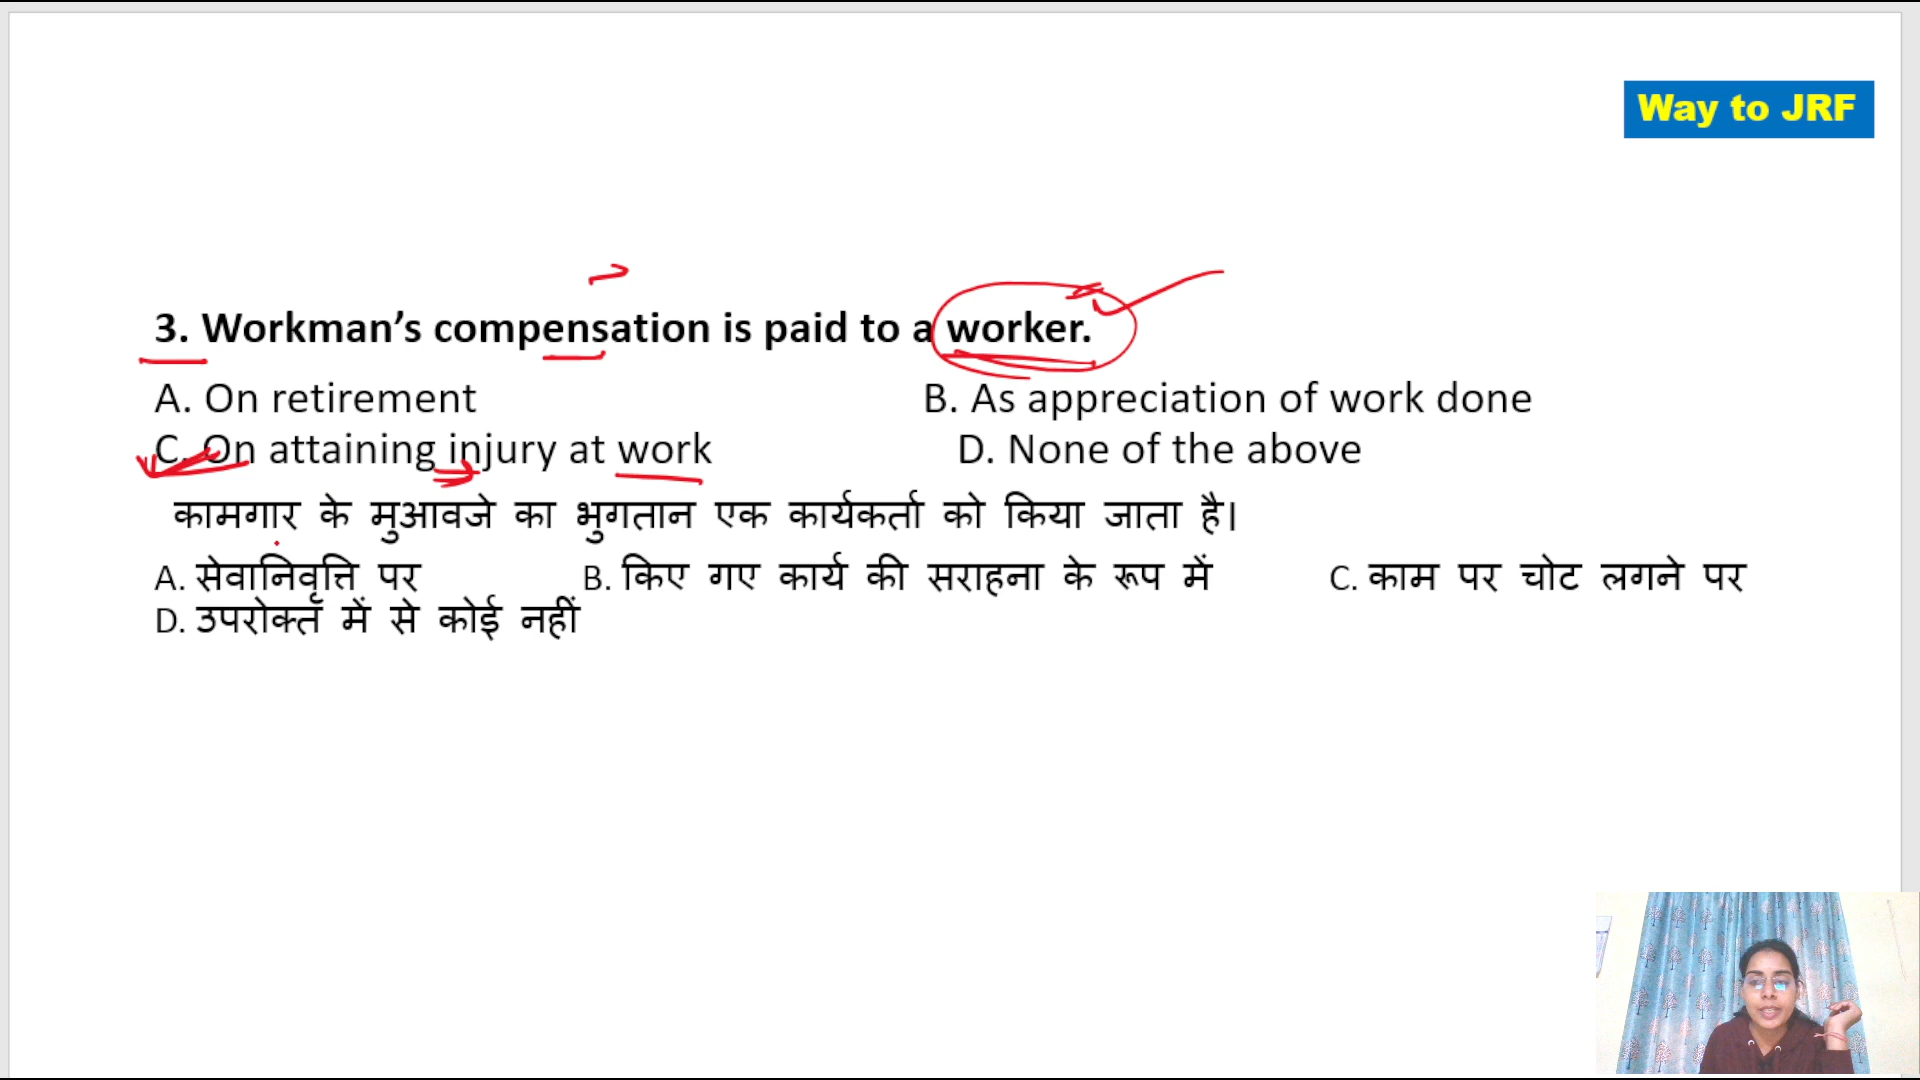 Way to JRF
3. Workman’s compensation is paid to a worker.
A. On retirement B. As appreciation of work done
C. On attaining injury at work D. None of the above
कामगार के मुआवजे का भुगतान एक कार्यकर्ता को किया जाता है।
A. सेवानिवृत्ति पर B. किए गए कार्य की सराहना के रूप में C. काम पर चोट लगने पर
D. उपरोक्त में से कोई नहीं